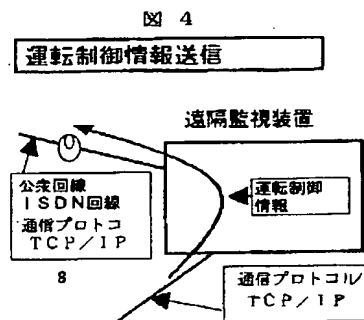 図 4
運転制御情報送信
遠隔監視装置
公衆回線
ISDN回線
通信プロトコ
TCP/IP
運転制御
情報
8
通信プロトコル
TCP/IP